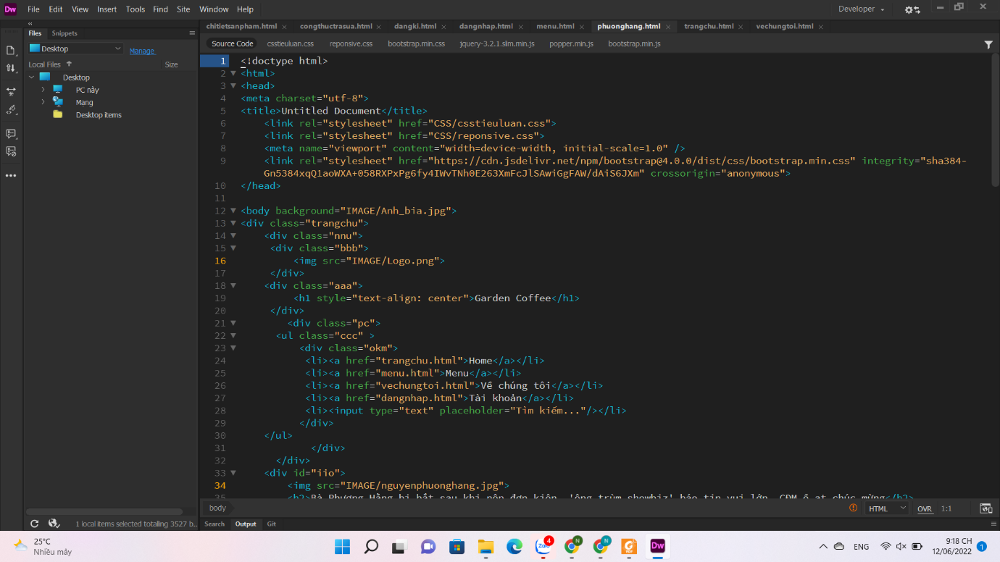 Dw File Edit View Insert Tools Find Site Window Help Developer
Files Snippets
Desktop Manage
Local Files Size
Desktop
PC này
Mạng
Desktop items
1 local items selected totalling 3527 b...
chitietsanpham.html congthuctrasua.html dangki.html dangnhap.html menu.html phuonghang.html trangchu.html vechungtoi.html
Source Code csstieuluan.css reponsive.css bootstrap.min.css jquery-3.2.1.slim.min.js popper.min.js bootstrap.min.js
1 <!doctype html>
2 <html>
3 <head>
4 <meta charset="utf-8">
5 <title>Untitled Document</title>
6 <link rel="stylesheet" href="CSS/csstieuluan.css">
7 <link rel="stylesheet" href="CSS/reponsive.css">
8 <meta name="viewport" content="width=device-width, initial-scale=1.0" />
9 <link rel="stylesheet" href="https://cdn.jsdelivr.net/npm/bootstrap@4.0.0/dist/css/bootstrap.min.css" integrity="sha384-
Gn5384xqQ1aoWXA+058RXPxPg6fy4IWvTNh0E263XmFcJlSAwiGgFAW/dAiS6JXm" crossorigin="anonymous">
10 </head>
11
12 <body background="IMAGE/Anh_bia.jpg">
13 <div class="trangchu">
14 <div class="nnu">
15 <div class="bbb">
16 <img src="IMAGE/Logo.png">
17 </div>
18 <div class="aaa">
19 <h1 style="text-align: center">Garden Coffee</h1>
20 </div>
21 <div class="pc">
22 <ul class="ccc" >
23 <div class="okm">
24 <li><a href="trangchu.html">Home</a></li>
25 <li><a href="menu.html">Menu</a></li>
26 <li><a href="vechungtoi.html">Về chúng tôi</a></li>
27 <li><a href="dangnhap.html">Tài khoản</a></li>
28 <li><input type="text" placeholder="Tìm kiếm..."/></li>
29 </div>
30 </ul>
31 </div>
32 </div>
33 <div id="iio">
34 <img src="IMAGE/nguyenphuonghang.jpg">
35 <h2>Bà Phương Hằng bị bắt sau khi nộp đơn kiện, 'ông trùm showbiz' báo tin vui lớn, CĐM ồ ạt chúc mừng</h2>
body HTML OVR 1:1
Search Output Git
25°C
Nhiều mây
Zalo 4 N N PDF Dw
ENG
9:18 CH
12/06/2022 1